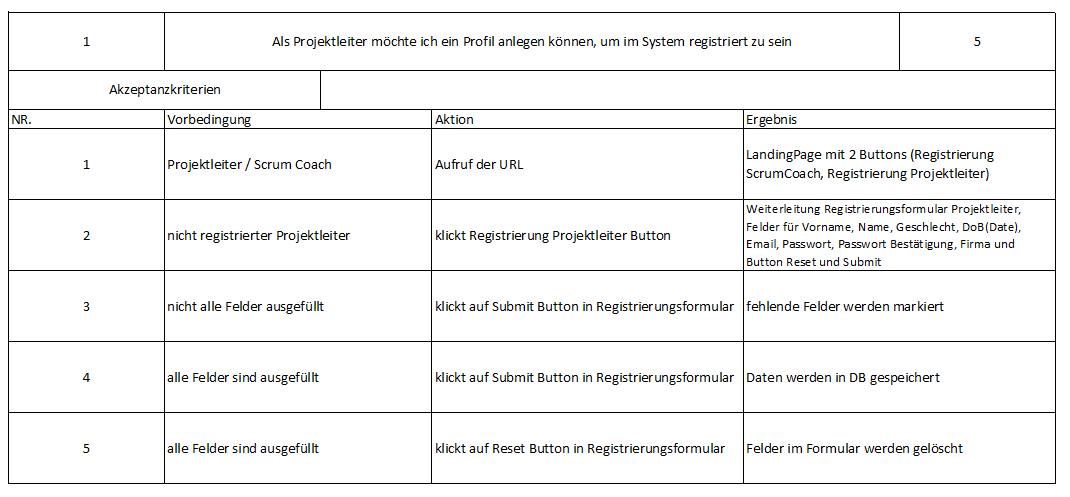 1 Als Projektleiter möchte ich ein Profil anlegen können, um im System registriert zu sein 5
Akzeptanzkriterien
NR. Vorbedingung Aktion Ergebnis
1 Projektleiter / Scrum Coach Aufruf der URL LandingPage mit 2 Buttons (Registrierung
ScrumCoach, Registrierung Projektleiter)
2 nicht registrierter Projektleiter klickt Registrierung Projektleiter Button Weiterleitung Registrierungsformular Projektleiter,
Felder für Vorname, Name, Geschlecht, DoB(Date),
Email, Passwort, Passwort Bestätigung, Firma und
Button Reset und Submit
3 nicht alle Felder ausgefüllt klickt auf Submit Button in Registrierungsformular fehlende Felder werden markiert
4 alle Felder sind ausgefüllt klickt auf Submit Button in Registrierungsformular Daten werden in DB gespeichert
5 alle Felder sind ausgefüllt klickt auf Reset Button in Registrierungsformular Felder im Formular werden gelöscht